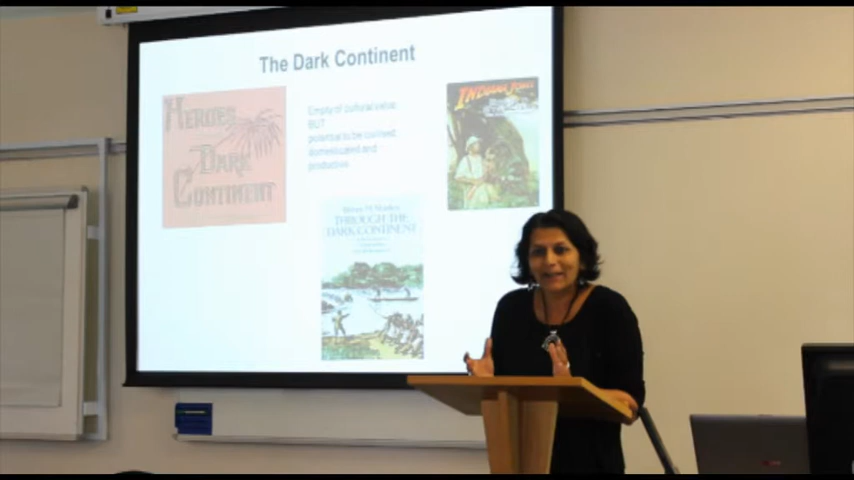 The Dark Continent
HEROES
DARK
CONTINENT
Empty of cultural value
BUT
potential to be civilised,
domesticated and
productive
INDIANA JONES
THROUGH THE
DARK CONTINENT